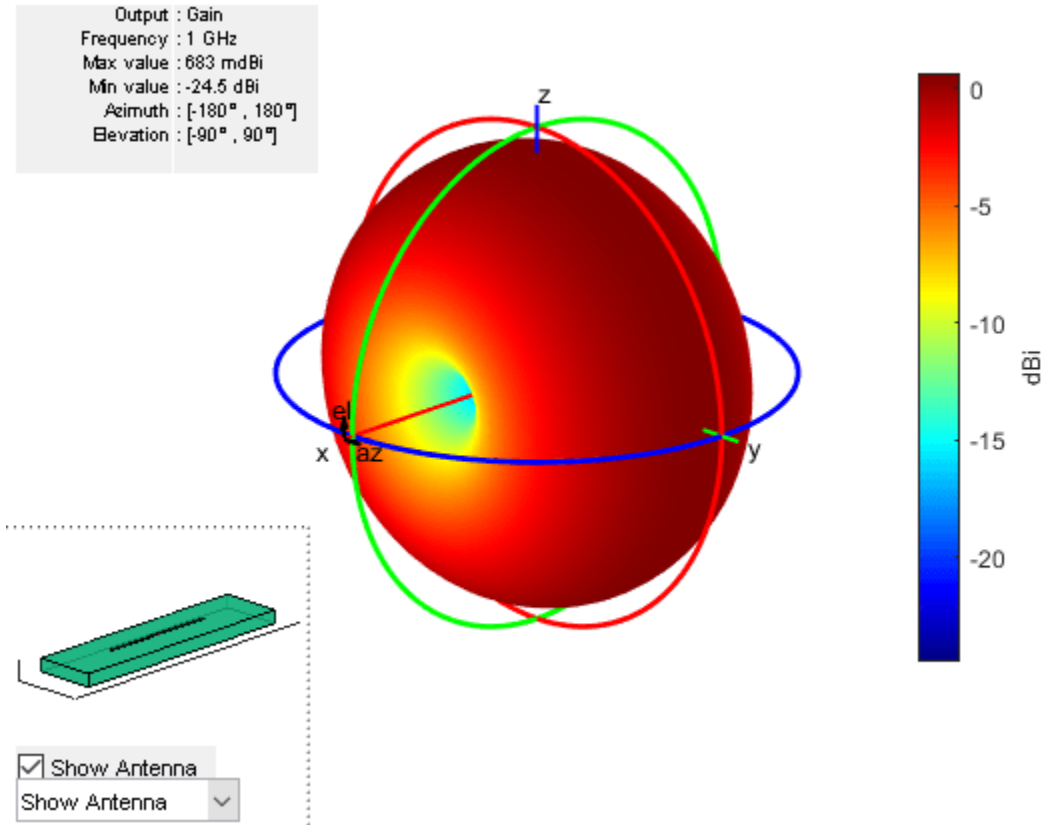 Output : Gain
Frequency : 1 GHz
Max value : 683 mdBi
Min value : -24.5 dBi
Azimuth : [-180° , 180°]
Elevation : [-90° , 90°]
z
0
-5
-10
dBi
-15
-20
el
x az
y
Show Antenna
Show Antenna